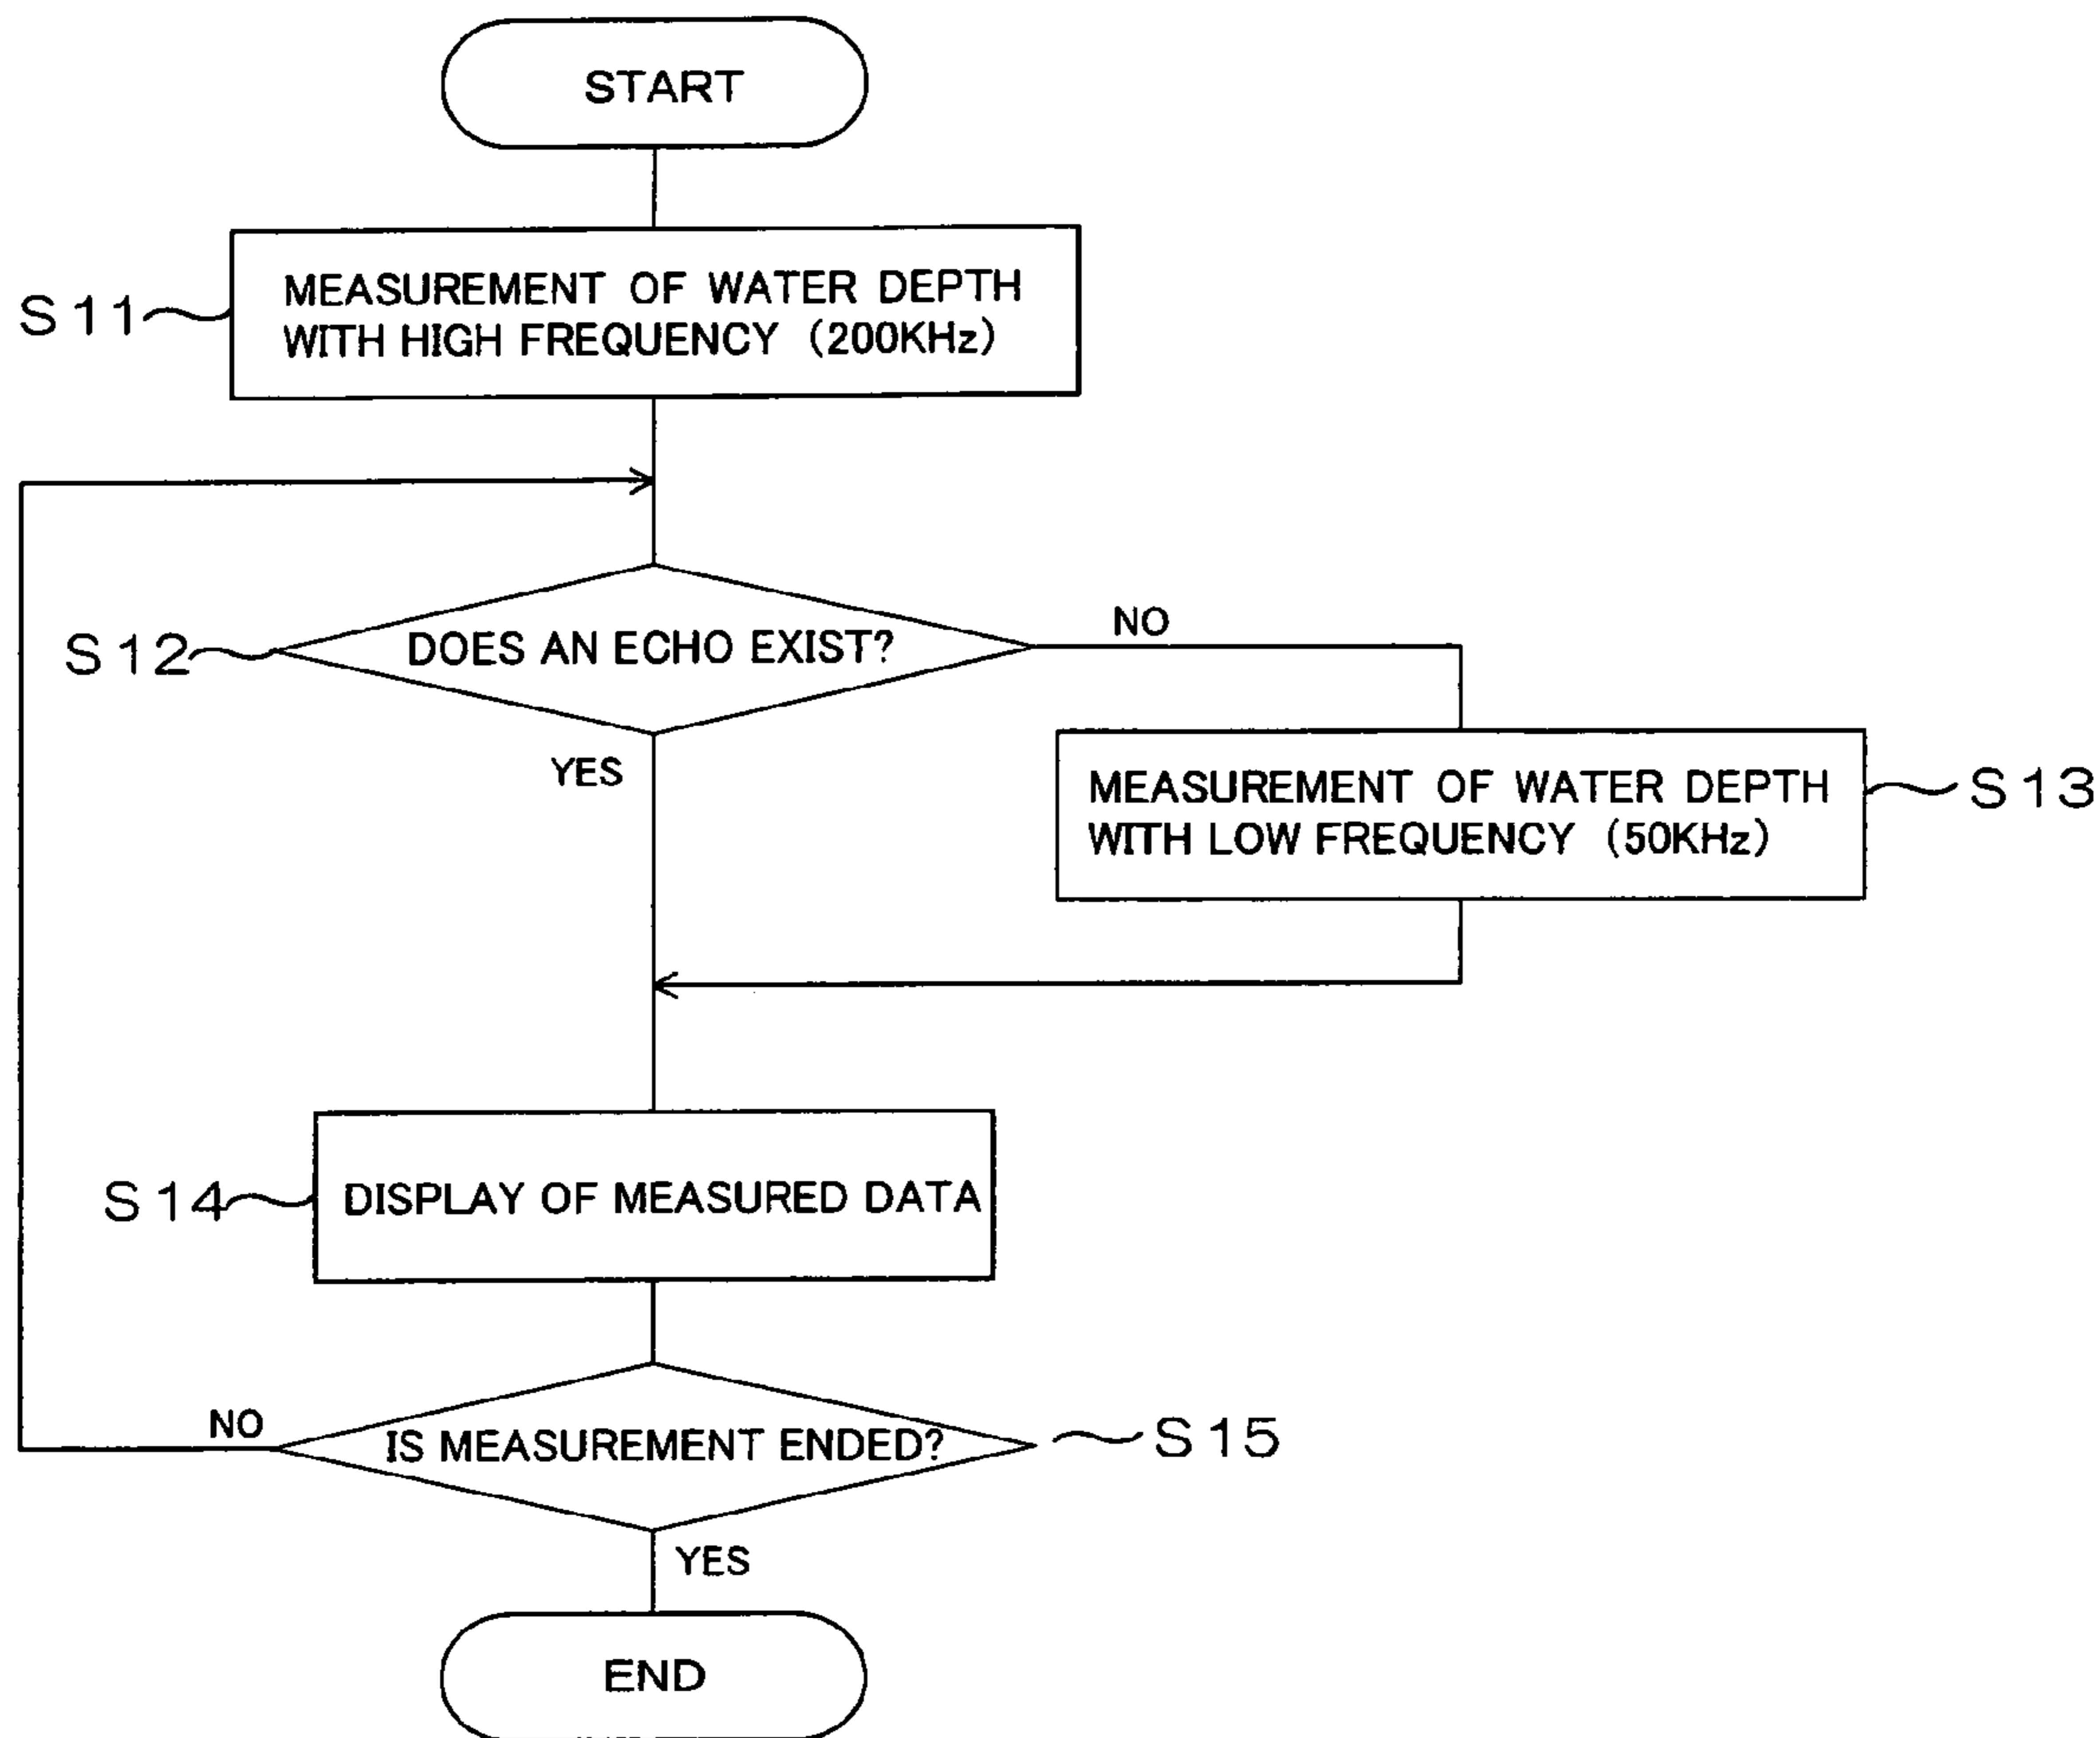 START
S11
MEASUREMENT OF WATER DEPTH
WITH HIGH FREQUENCY (200KHz)
S12
DOES AN ECHO EXIST?
NO
YES
MEASUREMENT OF WATER DEPTH
WITH LOW FREQUENCY (50KHz)
S13
S14
DISPLAY OF MEASURED DATA
NO
IS MEASUREMENT ENDED?
S15
YES
END